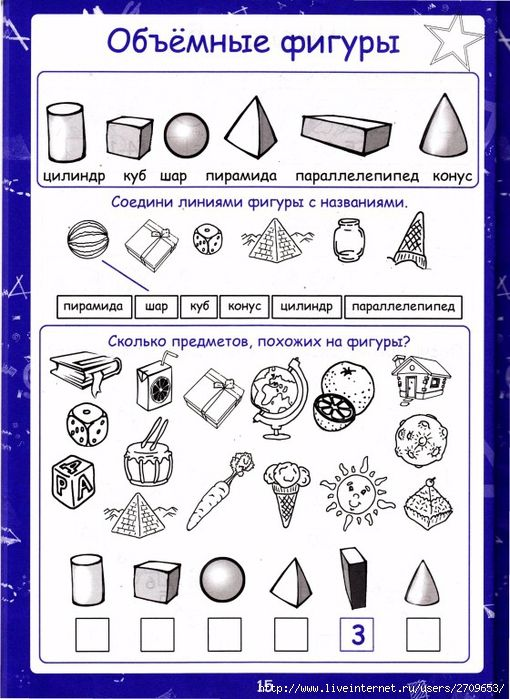 Объёмные фигуры
цилиндр куб шар пирамида параллелепипед конус
Соедини линиями фигуры с названиями.
пирамида шар куб конус цилиндр параллелепипед
Сколько предметов, похожих на фигуры?
А
Р А
3
15
http://www.liveinternet.ru/users/2709653/